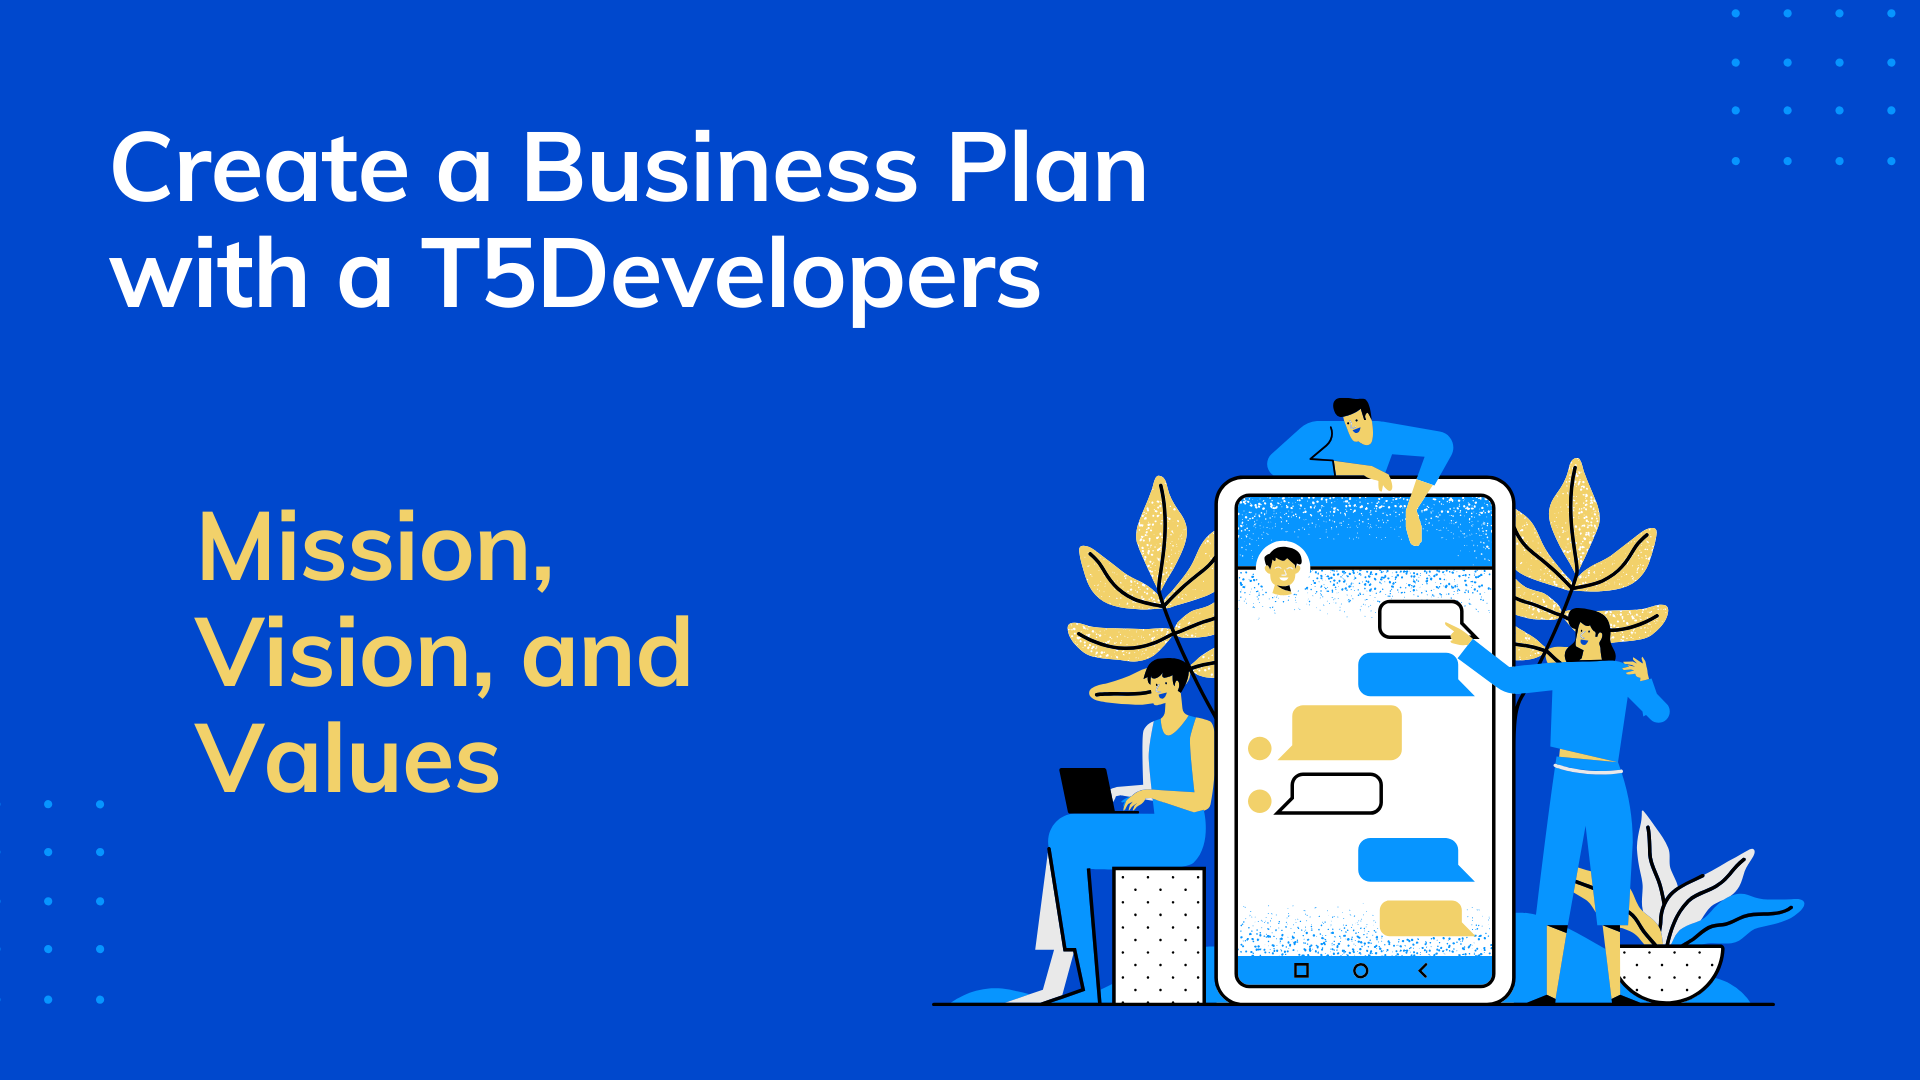 Create a Business Plan
with a T5Developers
Mission,
Vision, and
Values